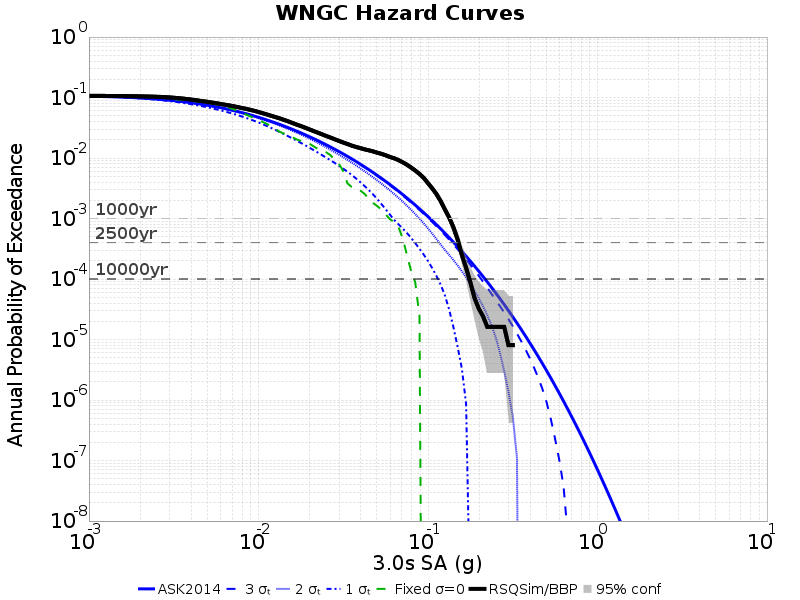 WNGC Hazard Curves
Annual Probability of Exceedance
10^0
10^-1
10^-2
10^-3
10^-4
10^-5
10^-6
10^-7
10^-8
1000yr
2500yr
10000yr
10^-3 10^-2 10^-1 10^0 10^1
3.0s SA (g)
ASK2014 3 σₜ 2 σₜ 1 σₜ Fixed σ=0 RSQSim/BBP 95% conf